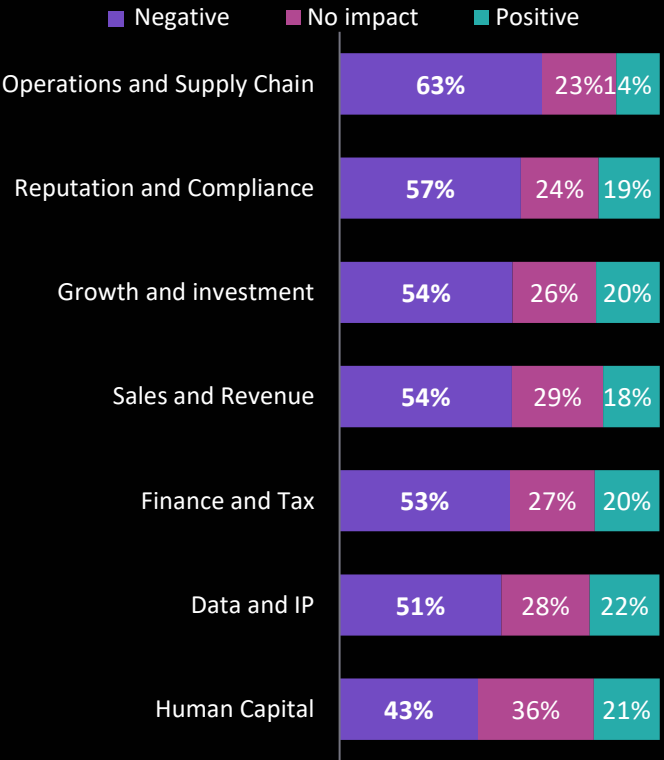 Negative No impact Positive
Operations and Supply Chain 63% 23% 14%
Reputation and Compliance 57% 24% 19%
Growth and investment 54% 26% 20%
Sales and Revenue 54% 29% 18%
Finance and Tax 53% 27% 20%
Data and IP 51% 28% 22%
Human Capital 43% 36% 21%